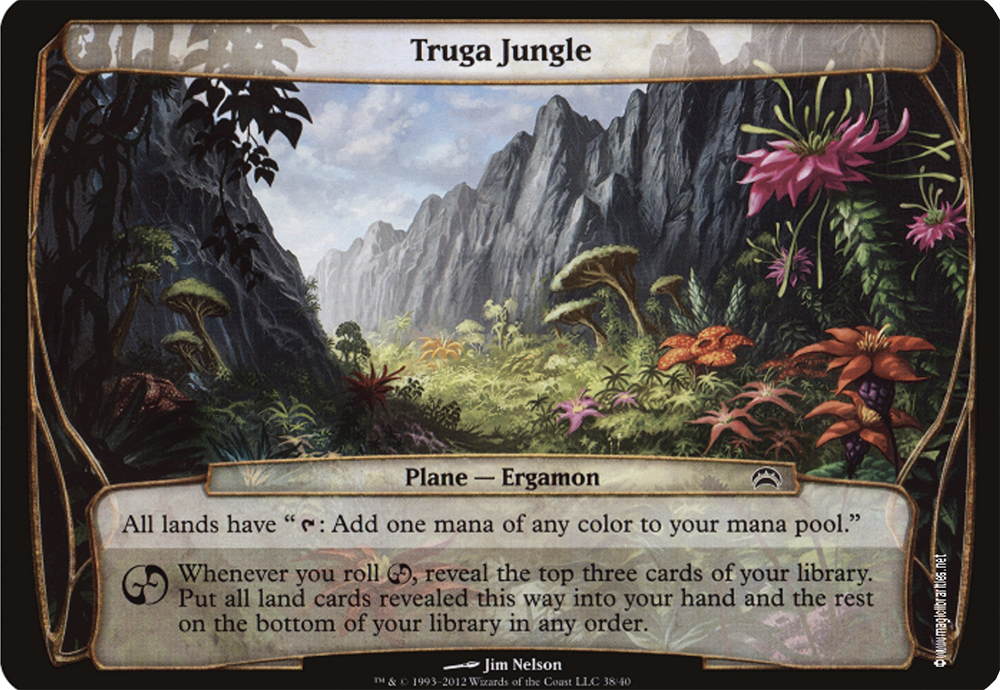 Truga Jungle
Plane — Ergamon
All lands have “: Add one mana of any color to your mana pool.”
Whenever you roll , reveal the top three cards of your library.
Put all land cards revealed this way into your hand and the rest
on the bottom of your library in any order.
Jim Nelson
™ & © 1993–2012 Wizards of the Coast LLC 38/40
© www.magiclibrarities.net